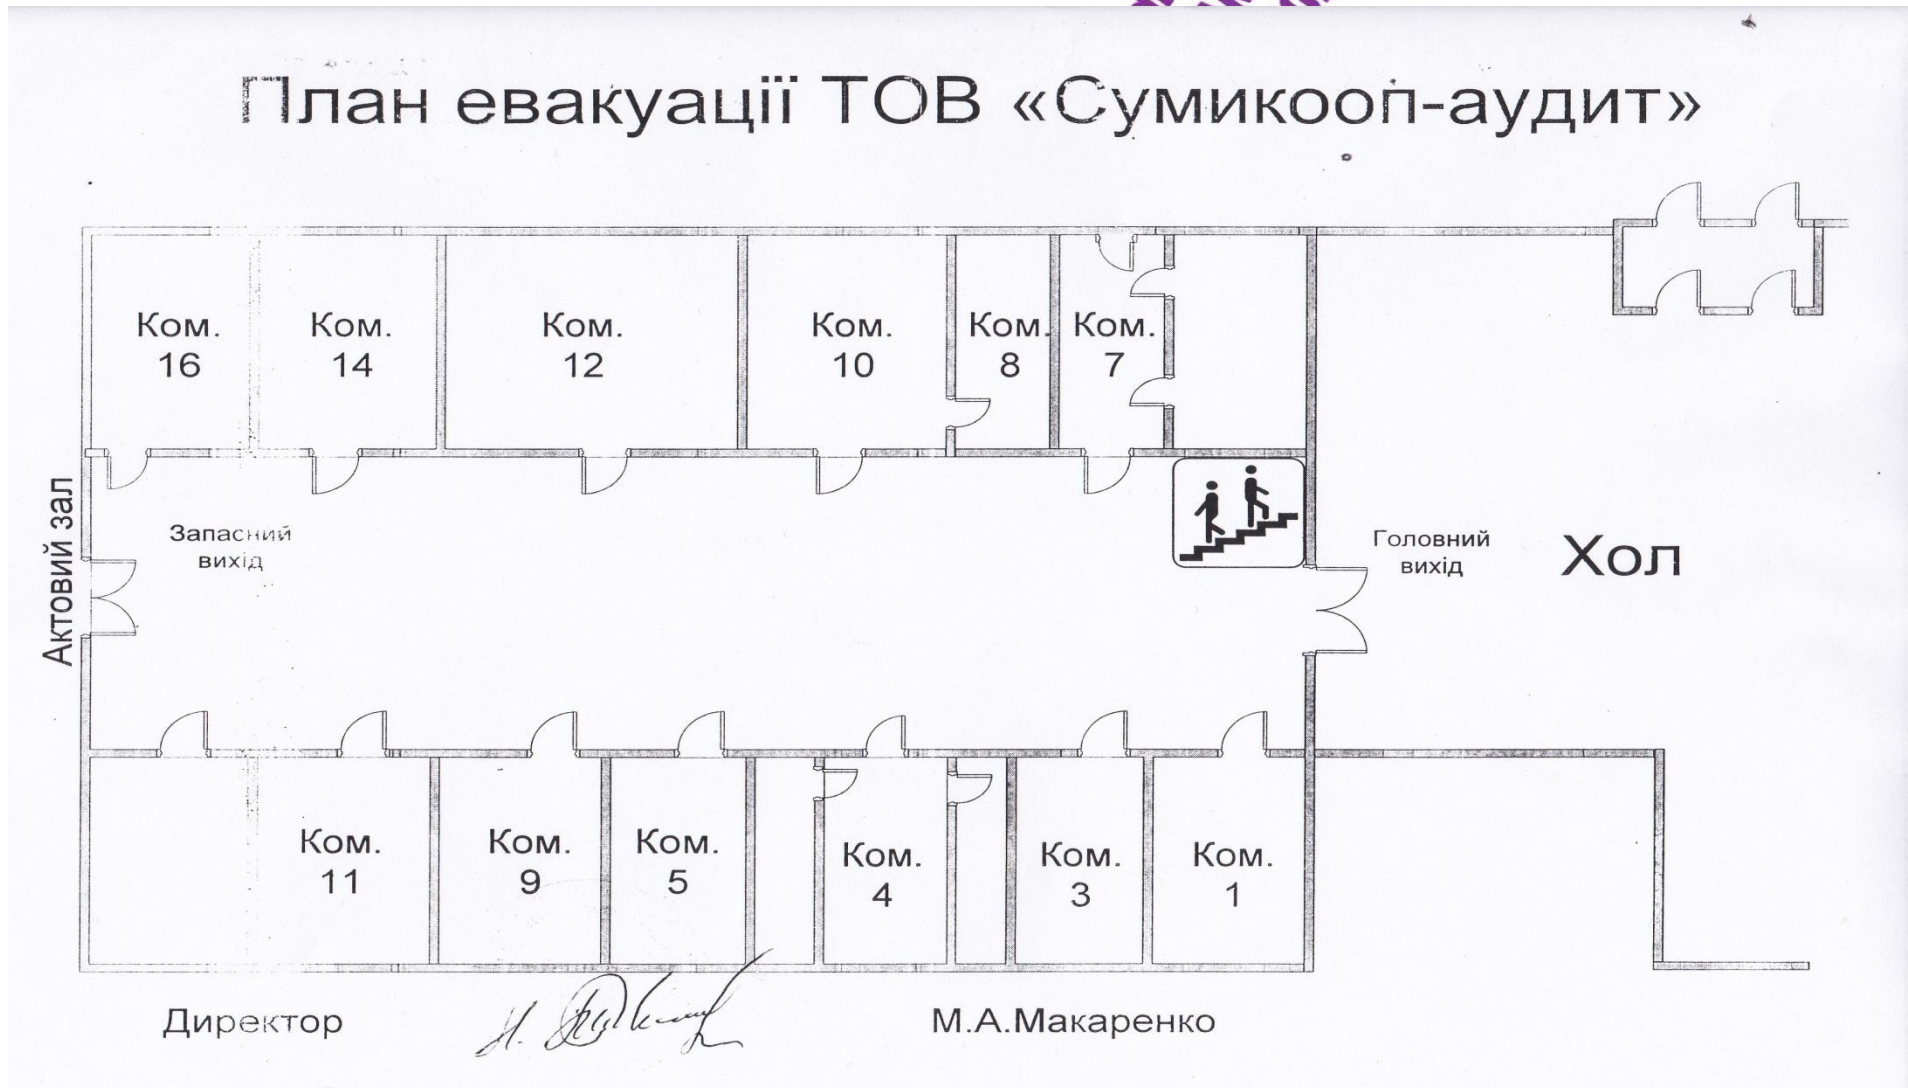 План евакуації ТОВ «Сумикооп-аудит»
Ком.
16
Ком.
14
Ком.
12
Ком.
10
Ком.
8
Ком.
7
Актовий зал
Запасний
вихід
Головний
вихід
Хол
Ком.
11
Ком.
9
Ком.
5
Ком.
4
Ком.
3
Ком.
1
Директор
М.А.Макаренко